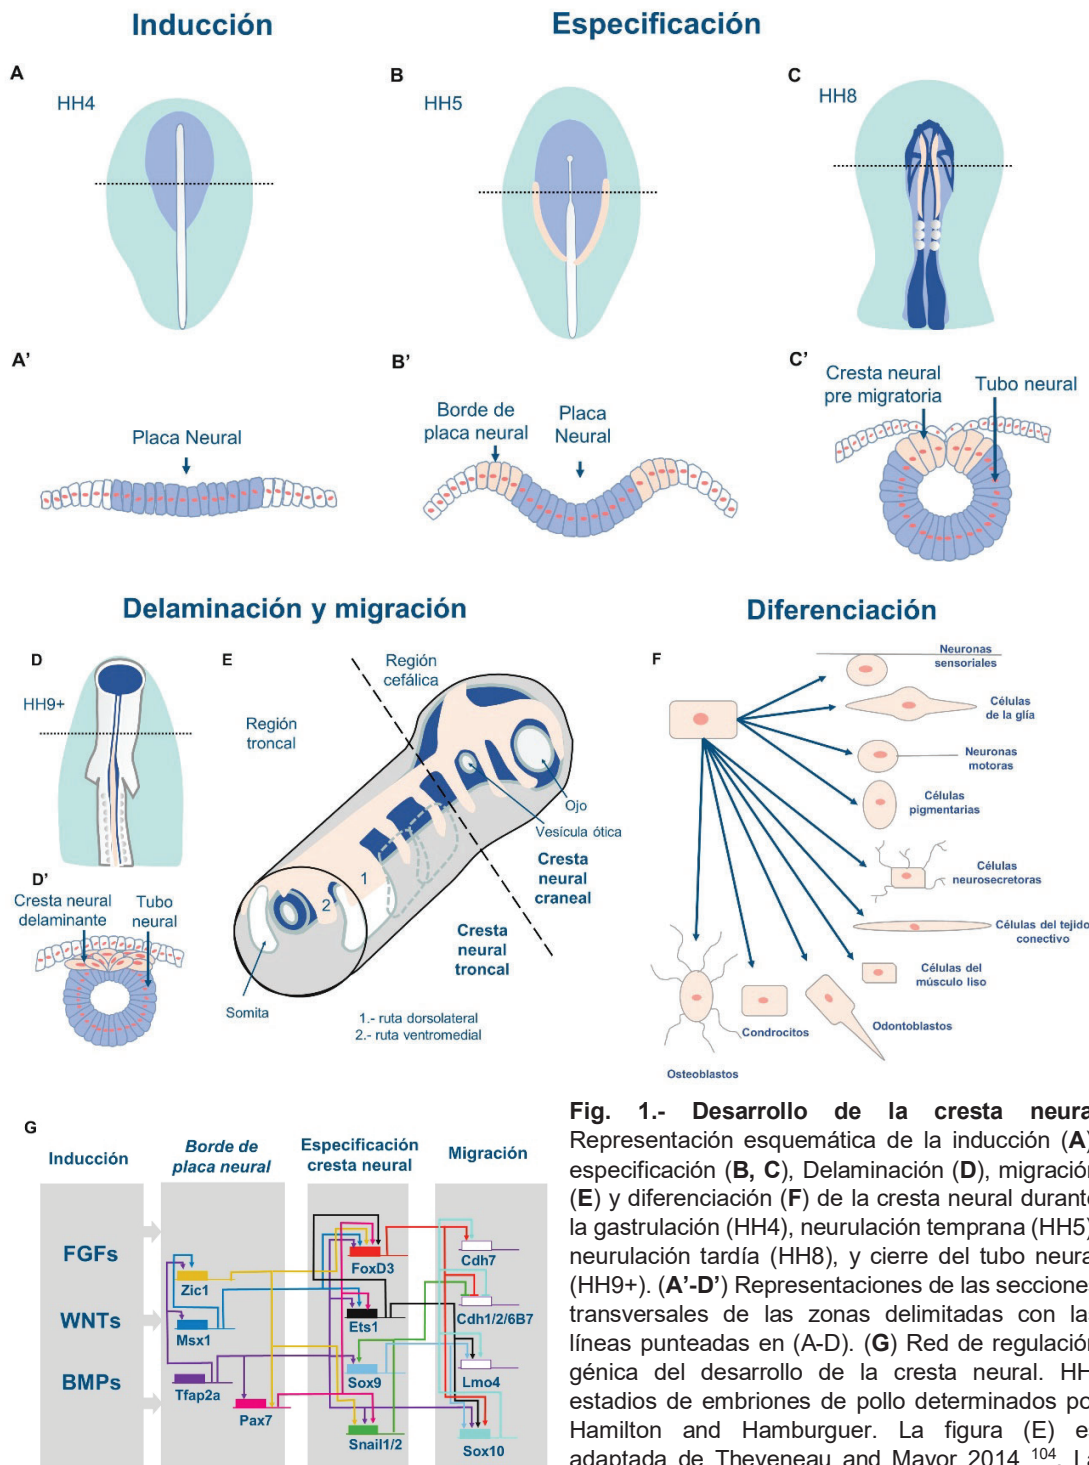 Inducción
Especificación
A
HH4
B
HH5
C
HH8
A'
Placa Neural
B'
Borde de
placa neural
Placa
Neural
C'
Cresta neural
pre migratoria
Tubo neural
Delaminación y migración
Diferenciación
D
HH9+
D'
Cresta neural
delaminante
Tubo
neural
E
Región
cefálica
Región
troncal
Ojo
Vesícula ótica
Cresta
neural
craneal
Cresta
neural
troncal
1
2
Somita
1.- ruta dorsolateral
2.- ruta ventromedial
F
Neuronas
sensoriales
Células
de la glía
Neuronas
motoras
Células
pigmentarias
Células
neurosecretoras
Células del tejido
conectivo
Células del
músculo liso
Odontoblastos
Condrocitos
Osteoblastos
G
Inducción
Borde de
placa neural
Especificación
cresta neural
Migración
FGFs
WNTs
BMPs
Zic1
Msx1
Tfap2a
Pax7
FoxD3
Ets1
Sox9
Snail1/2
Cdh7
Cdh1/2/6B7
Lmo4
Sox10
Fig. 1.- Desarrollo de la cresta neura
Representación esquemática de la inducción (A)
especificación (B, C), Delaminación (D), migración
(E) y diferenciación (F) de la cresta neural durante
la gastrulación (HH4), neurulación temprana (HH5)
neurulación tardía (HH8), y cierre del tubo neura
(HH9+). (A'-D') Representaciones de las seccione
transversales de las zonas delimitadas con la
líneas punteadas en (A-D). (G) Red de regulación
génica del desarrollo de la cresta neural. HH
estadios de embriones de pollo determinados po
Hamilton and Hamburguer. La figura (E) e
adaptada de Theveneau and Mayor 2014 104. La